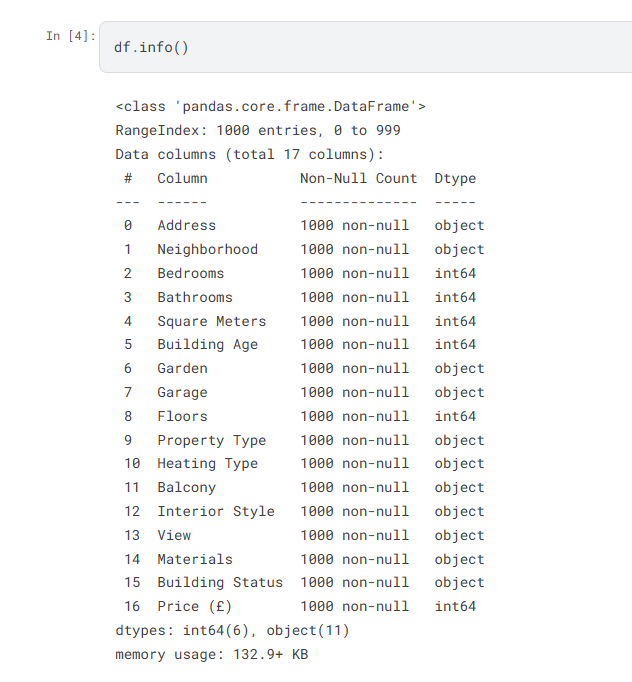 In [4]:
df.info()
<class 'pandas.core.frame.DataFrame'>
RangeIndex: 1000 entries, 0 to 999
Data columns (total 17 columns):
 #   Column           Non-Null Count  Dtype
---  ------           --------------  -----
 0   Address          1000 non-null   object
 1   Neighborhood     1000 non-null   object
 2   Bedrooms         1000 non-null   int64
 3   Bathrooms        1000 non-null   int64
 4   Square Meters    1000 non-null   int64
 5   Building Age     1000 non-null   int64
 6   Garden           1000 non-null   object
 7   Garage           1000 non-null   object
 8   Floors           1000 non-null   int64
 9   Property Type    1000 non-null   object
 10  Heating Type     1000 non-null   object
 11  Balcony          1000 non-null   object
 12  Interior Style   1000 non-null   object
 13  View             1000 non-null   object
 14  Materials        1000 non-null   object
 15  Building Status  1000 non-null   object
 16  Price (£)        1000 non-null   int64
dtypes: int64(6), object(11)
memory usage: 132.9+ KB